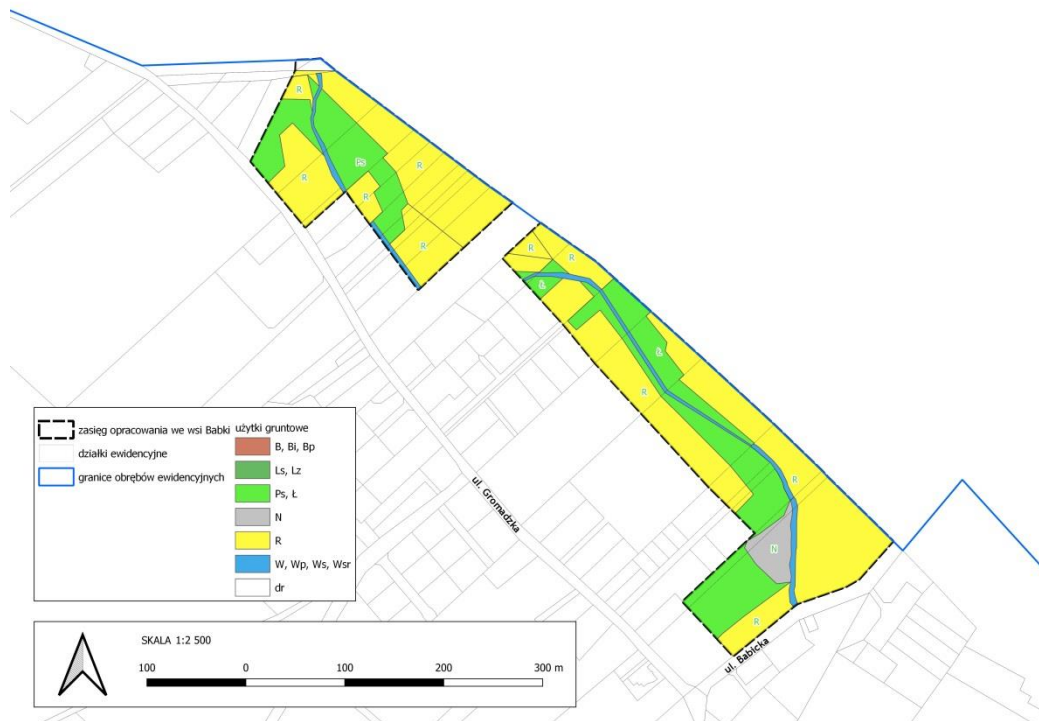 R
Ps
R
R
R
R
R
R
Ł
Ł
R
R
N
R
ul. Gromadzka
ul. Babicka
zasięg opracowania we wsi Babki
działki ewidencyjne
granice obrębów ewidencyjnych
użytki gruntowe
B, Bi, Bp
Ls, Lz
Ps, Ł
N
R
W, Wp, Ws, Wsr
dr
SKALA 1:2 500
100 0 100 200 300 m